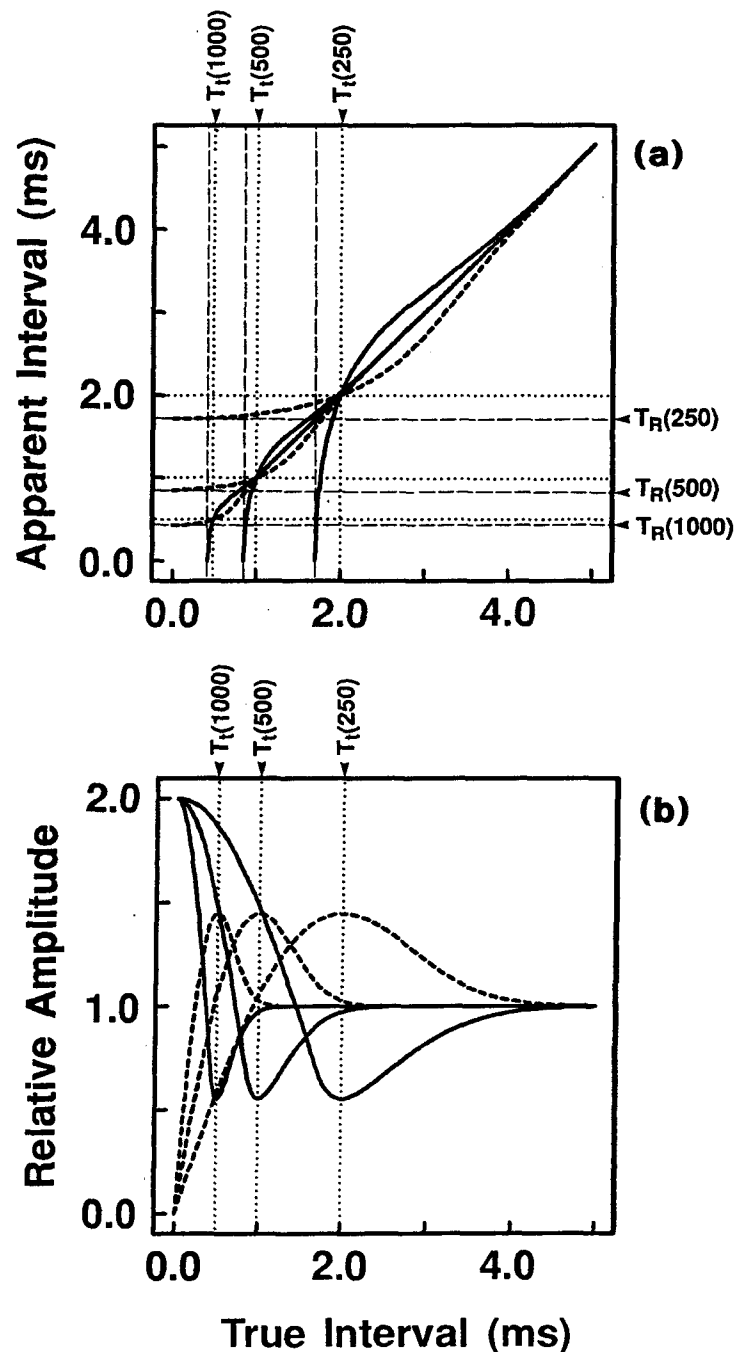 Tt(1000)
Tt(500)
Tt(250)
(a)
Apparent Interval (ms)
4.0
2.0
0.0
TR(250)
TR(500)
TR(1000)
0.0 2.0 4.0
Tt(1000)
Tt(500)
Tt(250)
(b)
Relative Amplitude
2.0
1.0
0.0
0.0 2.0 4.0
True Interval (ms)